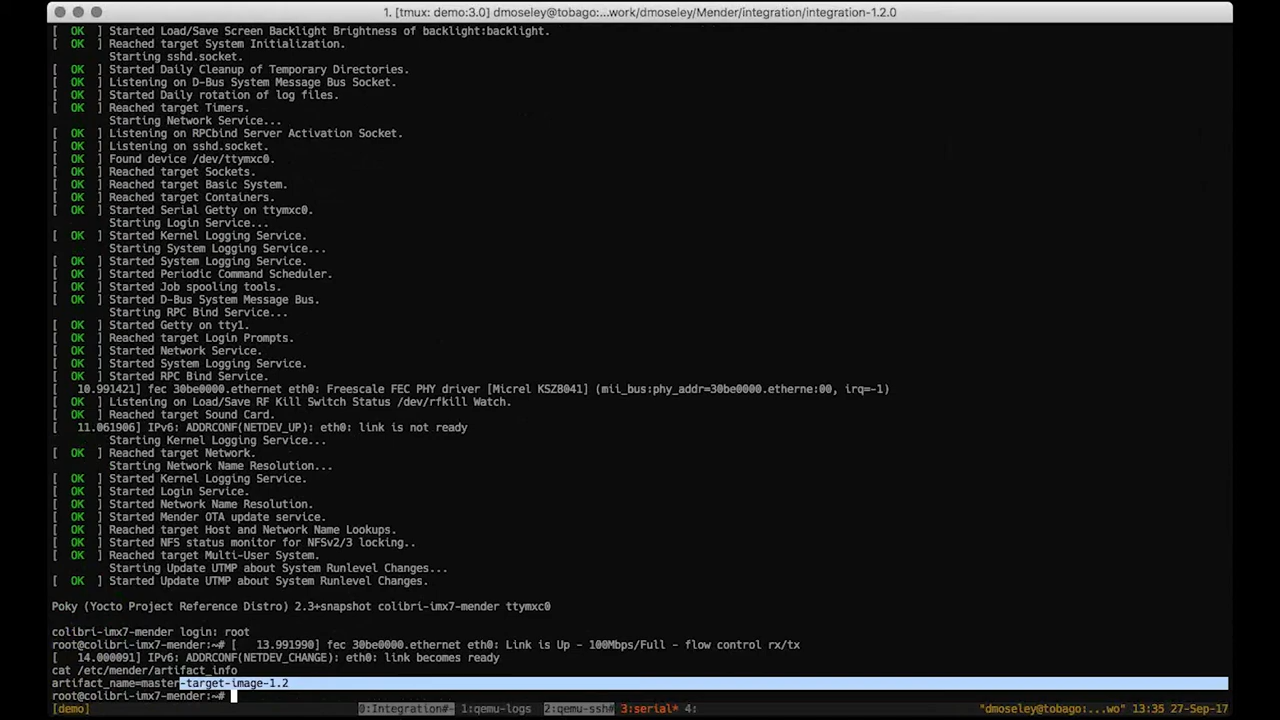 1. [tmux: demo:3.0] dmoseley@tobago:...work/dmoseley/Mender/integration/integration-1.2.0
[ OK ] Started Load/Save Screen Backlight Brightness of backlight:backlight.
[ OK ] Reached target System Initialization.
Starting sshd.socket.
[ OK ] Started Daily Cleanup of Temporary Directories.
[ OK ] Listening on D-Bus System Message Bus Socket.
[ OK ] Started Daily rotation of log files.
[ OK ] Reached target Timers.
Starting Network Service...
[ OK ] Listening on RPCbind Server Activation Socket.
[ OK ] Listening on sshd.socket.
[ OK ] Found device /dev/ttymxc0.
[ OK ] Reached target Sockets.
[ OK ] Reached target Basic System.
[ OK ] Reached target Containers.
[ OK ] Started Serial Getty on ttymxc0.
Starting Login Service...
[ OK ] Started Kernel Logging Service.
Starting System Logging Service...
[ OK ] Started System Logging Service.
[ OK ] Started Periodic Command Scheduler.
[ OK ] Started Job spooling tools.
[ OK ] Started D-Bus System Message Bus.
Starting RPC Bind Service...
[ OK ] Started Getty on tty1.
[ OK ] Reached target Login Prompts.
[ OK ] Started Network Service.
[ OK ] Started System Logging Service.
[ OK ] Started RPC Bind Service.
[ 10.991421] fec 30be0000.ethernet eth0: Freescale FEC PHY driver [Micrel KSZ8041] (mii_bus:phy_addr=30be0000.etherne:00, irq=-1)
[ OK ] Listening on Load/Save RF Kill Switch Status /dev/rfkill Watch.
[ OK ] Reached target Sound Card.
[ 11.061906] IPv6: ADDRCONF(NETDEV_UP): eth0: link is not ready
Starting Kernel Logging Service...
[ OK ] Reached target Network.
Starting Network Name Resolution...
[ OK ] Started Kernel Logging Service.
[ OK ] Started Login Service.
[ OK ] Started Network Name Resolution.
[ OK ] Started Mender OTA update service.
[ OK ] Reached target Host and Network Name Lookups.
[ OK ] Started NFS status monitor for NFSv2/3 locking..
[ OK ] Reached target Multi-User System.
Starting Update UTMP about System Runlevel Changes...
[ OK ] Started Update UTMP about System Runlevel Changes.
Poky (Yocto Project Reference Distro) 2.3+snapshot colibri-imx7-mender ttymxc0
colibri-imx7-mender login: root
root@colibri-imx7-mender:~# [ 13.991990] fec 30be0000.ethernet eth0: Link is Up - 100Mbps/Full - flow control rx/tx
[ 14.000091] IPv6: ADDRCONF(NETDEV_CHANGE): eth0: link becomes ready
cat /etc/mender/artifact_info
artifact_name=master-target-image-1.2
root@colibri-imx7-mender:~#
[demo] 0:Integration#- 1:qemu-logs 2:qemu-ssh# 3:serial* 4: "dmoseley@tobago:...wo" 13:35 27-Sep-17